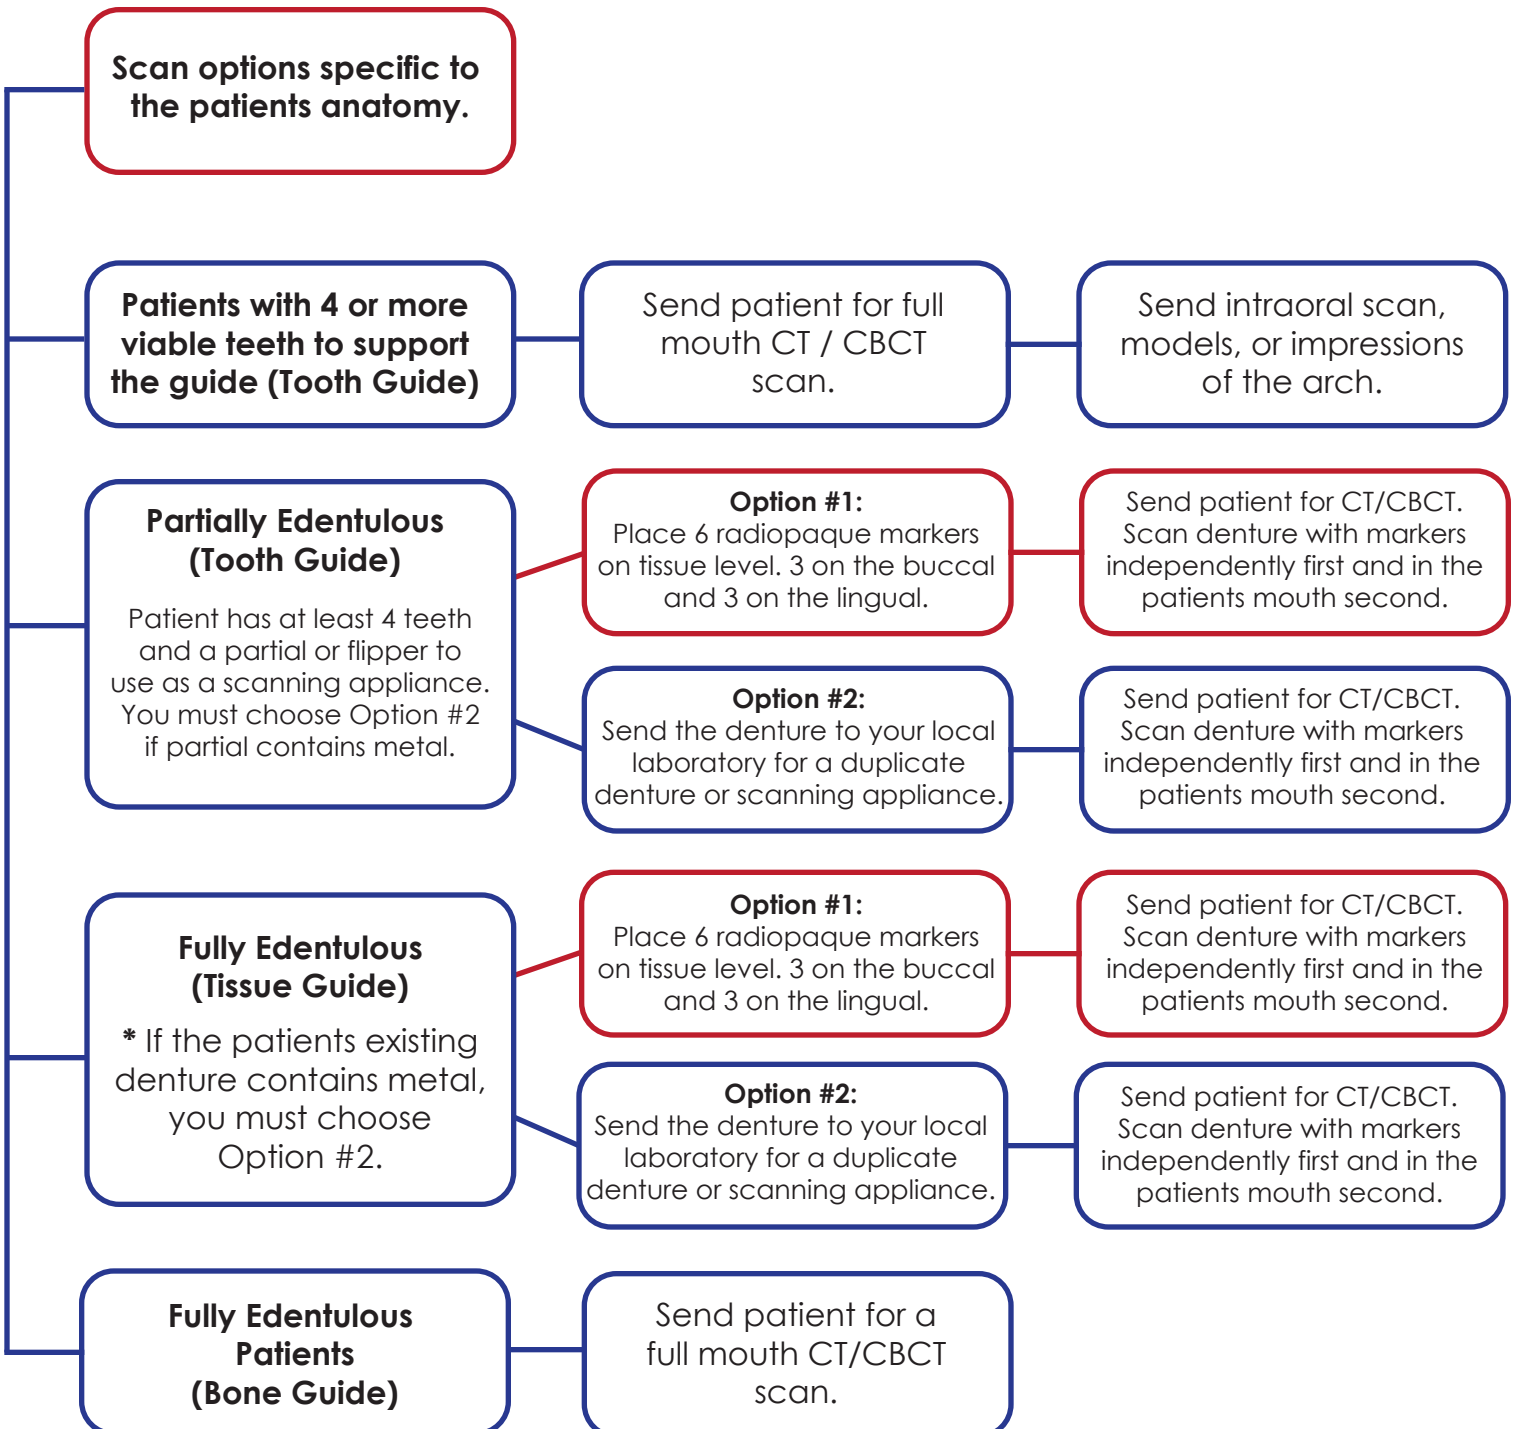 Scan options specific to
the patients anatomy.
Patients with 4 or more
viable teeth to support
the guide (Tooth Guide)
Send patient for full
mouth CT / CBCT
scan.
Send intraoral scan,
models, or impressions
of the arch.
Partially Edentulous
(Tooth Guide)
Patient has at least 4 teeth
and a partial or flipper to
use as a scanning appliance.
You must choose Option #2
if partial contains metal.
Option #1:
Place 6 radiopaque markers
on tissue level. 3 on the buccal
and 3 on the lingual.
Send patient for CT/CBCT.
Scan denture with markers
independently first and in the
patients mouth second.
Option #2:
Send the denture to your local
laboratory for a duplicate
denture or scanning appliance.
Send patient for CT/CBCT.
Scan denture with markers
independently first and in the
patients mouth second.
Fully Edentulous
(Tissue Guide)
* If the patients existing
denture contains metal,
you must choose
Option #2.
Option #1:
Place 6 radiopaque markers
on tissue level. 3 on the buccal
and 3 on the lingual.
Send patient for CT/CBCT.
Scan denture with markers
independently first and in the
patients mouth second.
Option #2:
Send the denture to your local
laboratory for a duplicate
denture or scanning appliance.
Send patient for CT/CBCT.
Scan denture with markers
independently first and in the
patients mouth second.
Fully Edentulous
Patients
(Bone Guide)
Send patient for a
full mouth CT/CBCT
scan.